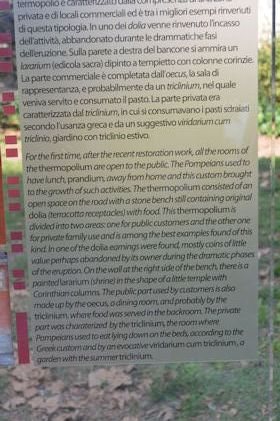 termopolio è caratterizzato dalla compresenza di
privata e di locali commerciali ed è tra i migliori esempi rinvenuti
di questa tipologia. In uno dei dolia venne rinvenuto l'incasso
dell'attività, abbandonato durante le drammatiche fasi
dell'eruzione. Sulla parete a destra del bancone si ammira un
lararium (edicola sacra) dipinto a tempietto con colonne corinzie.
La parte commerciale è completata dall'oecus, la sala di
rappresentanza, e probabilmente da un triclinium, nel quale
veniva servito e consumato il pasto. La parte privata era
caratterizzata dal triclinium, in cui si consumavano i pasti sdraiati
secondo l'usanza greca e da un suggestivo viridarium cum
triclinio, giardino con triclinio estivo.
For the first time, after the recent restoration work, all the rooms of
the thermopolium are open to the public. The Pompeians used to
have lunch, prandium, away from home and this custom brought
to the growth of such activities. The thermopolium consisted of an
open space on the road with a stone bench still containing original
dolia (terracotta receptacles) with food. This thermopolium is
divided into two areas: one for public customers and the other one
for private family use and is among the best examples found of this
kind. In one of the dolia earnings were found, mostly coins of little
value perhaps abandoned by its owner during the dramatic phases
of the eruption. On the wall at the right side of the bench, there is a
painted lararium (shrine) in the shape of a little temple with
Corinthian columns. The public part used by customers is also
made up by the oecus, a dining room, and probably by the
triclinium, where food was served in the backroom. The private
part was charaterized by the triclinium, the room where
Pompeians used to eat lying down on the beds, according to the
Greek custom and by an evocative viridarium cum triclinium, a
garden with the summer triclinium.